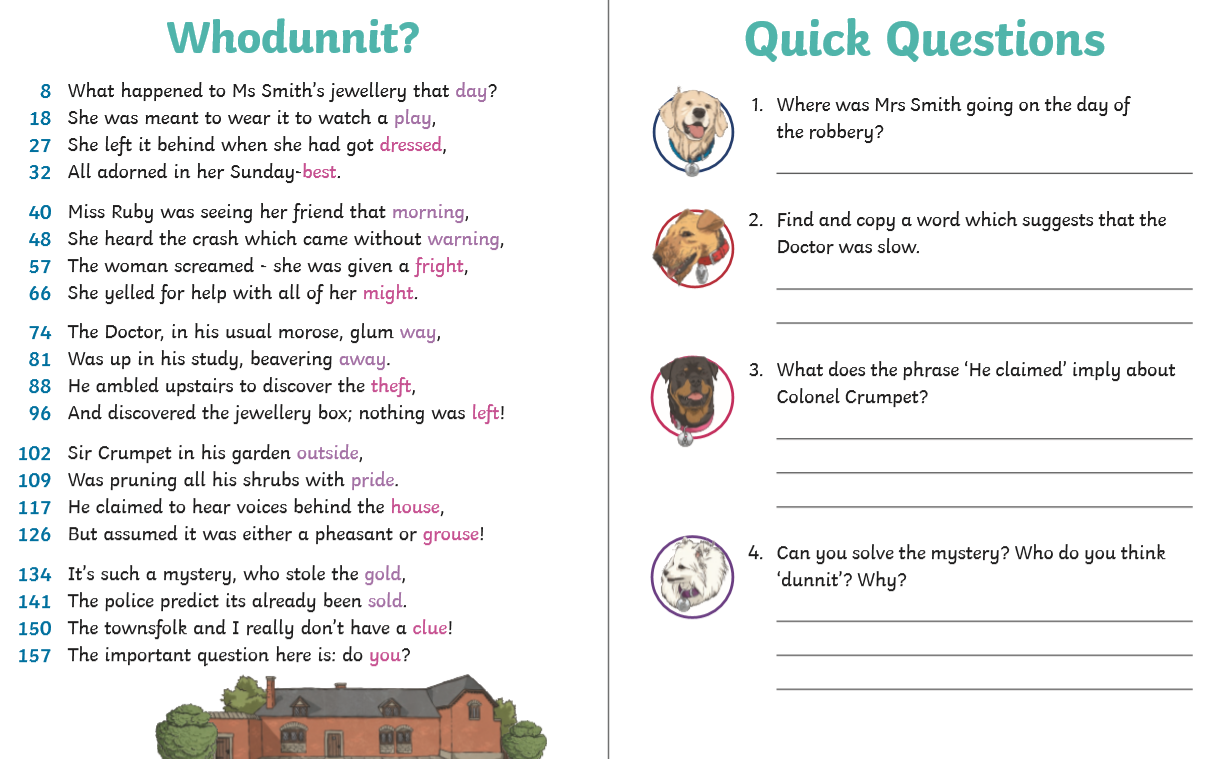 Whodunnit?
8 What happened to Ms Smith's jewellery that day?
18 She was meant to wear it to watch a play,
27 She left it behind when she had got dressed,
32 All adorned in her Sunday-best.
40 Miss Ruby was seeing her friend that morning,
48 She heard the crash which came without warning,
57 The woman screamed - she was given a fright,
66 She yelled for help with all of her might.
74 The Doctor, in his usual morose, glum way,
81 Was up in his study, beavering away.
88 He ambled upstairs to discover the theft,
96 And discovered the jewellery box; nothing was left!
102 Sir Crumpet in his garden outside,
109 Was pruning all his shrubs with pride.
117 He claimed to hear voices behind the house,
126 But assumed it was either a pheasant or grouse!
134 It's such a mystery, who stole the gold,
141 The police predict its already been sold.
150 The townsfolk and I really don't have a clue!
157 The important question here is: do you?
Quick Questions
1. Where was Mrs Smith going on the day of
the robbery?
2. Find and copy a word which suggests that the
Doctor was slow.
3. What does the phrase 'He claimed' imply about
Colonel Crumpet?
4. Can you solve the mystery? Who do you think
'dunnit'? Why?